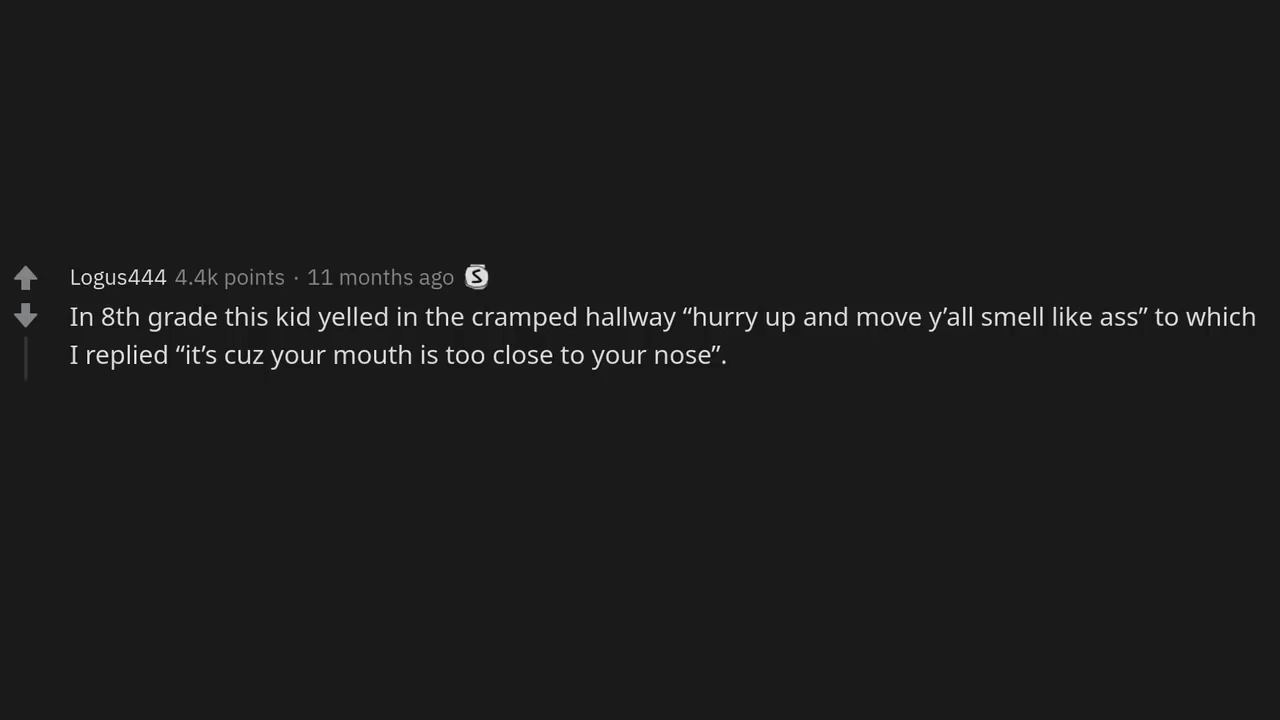 Logus444 4.4k points · 11 months ago S
In 8th grade this kid yelled in the cramped hallway “hurry up and move y’all smell like ass” to which
I replied “it’s cuz your mouth is too close to your nose”.